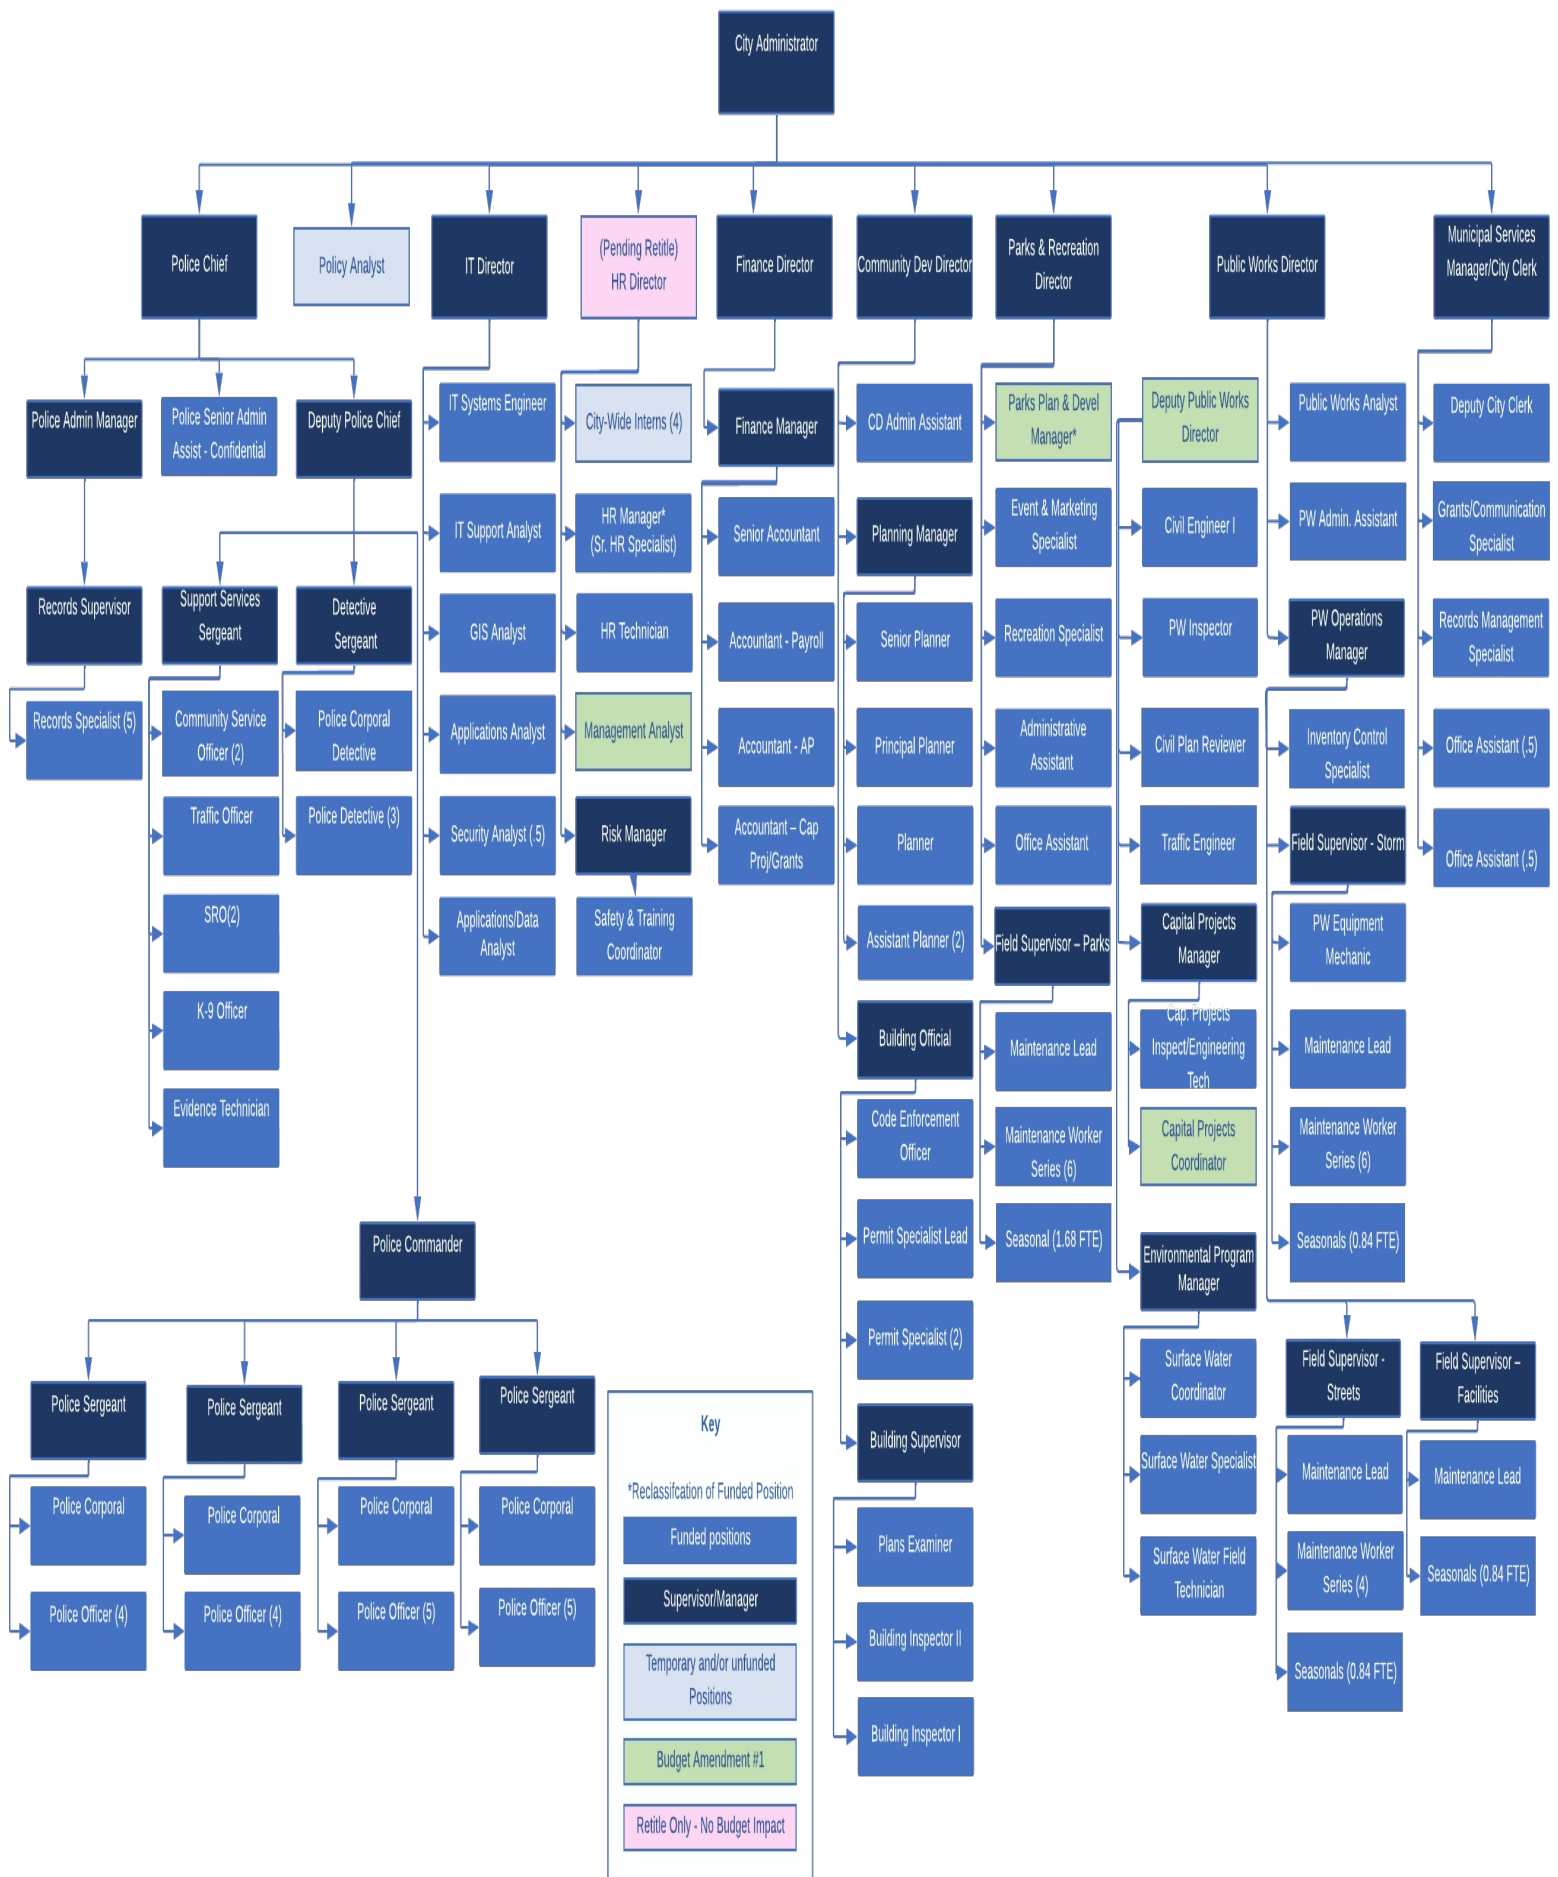 City Administrator
Police Chief
Policy Analyst
IT Director
(Pending Retitle)
HR Director
Finance Director
Community Dev Director
Parks & Recreation
Director
Public Works Director
Municipal Services
Manager/City Clerk
Police Admin Manager
Police Senior Admin
Assist - Confidential
Deputy Police Chief
Records Supervisor
Support Services
Sergeant
Detective
Sergeant
Records Specialist (5)
Community Service
Officer (2)
Traffic Officer
SRO(2)
K-9 Officer
Evidence Technician
Police Corporal
Detective
Police Detective (3)
Police Commander
Police Sergeant
Police Sergeant
Police Sergeant
Police Sergeant
Police Corporal
Police Corporal
Police Corporal
Police Corporal
Police Officer (4)
Police Officer (4)
Police Officer (5)
Police Officer (5)
IT Systems Engineer
IT Support Analyst
GIS Analyst
Applications Analyst
Security Analyst (.5)
Applications/Data
Analyst
City-Wide Interns (4)
HR Manager*
(Sr. HR Specialist)
HR Technician
Management Analyst
Risk Manager
Safety & Training
Coordinator
Finance Manager
Senior Accountant
Accountant - Payroll
Accountant - AP
Accountant – Cap
Proj/Grants
CD Admin Assistant
Planning Manager
Senior Planner
Principal Planner
Planner
Assistant Planner (2)
Building Official
Code Enforcement
Officer
Permit Specialist Lead
Permit Specialist (2)
Building Supervisor
Plans Examiner
Building Inspector II
Building Inspector I
Parks Plan & Devel
Manager*
Event & Marketing
Specialist
Recreation Specialist
Administrative
Assistant
Office Assistant
Field Supervisor – Parks
Maintenance Lead
Maintenance Worker
Series (6)
Seasonal (1.68 FTE)
Deputy Public Works
Director
Civil Engineer I
PW Inspector
Civil Plan Reviewer
Traffic Engineer
Capital Projects
Manager
Cap. Projects
Inspect/Engineering
Tech
Capital Projects
Coordinator
Environmental Program
Manager
Surface Water
Coordinator
Surface Water Specialist
Surface Water Field
Technician
Public Works Analyst
PW Admin. Assistant
PW Operations
Manager
Inventory Control
Specialist
Field Supervisor - Storm
PW Equipment
Mechanic
Maintenance Lead
Maintenance Worker
Series (6)
Seasonals (0.84 FTE)
Field Supervisor -
Streets
Maintenance Lead
Maintenance Worker
Series (4)
Seasonals (0.84 FTE)
Field Supervisor –
Facilities
Maintenance Lead
Seasonals (0.84 FTE)
Deputy City Clerk
Grants/Communication
Specialist
Records Management
Specialist
Office Assistant (.5)
Office Assistant (.5)
Key
*Reclassifcation of Funded Position
Funded positions
Supervisor/Manager
Temporary and/or unfunded
Positions
Budget Amendment #1
Retitle Only - No Budget Impact